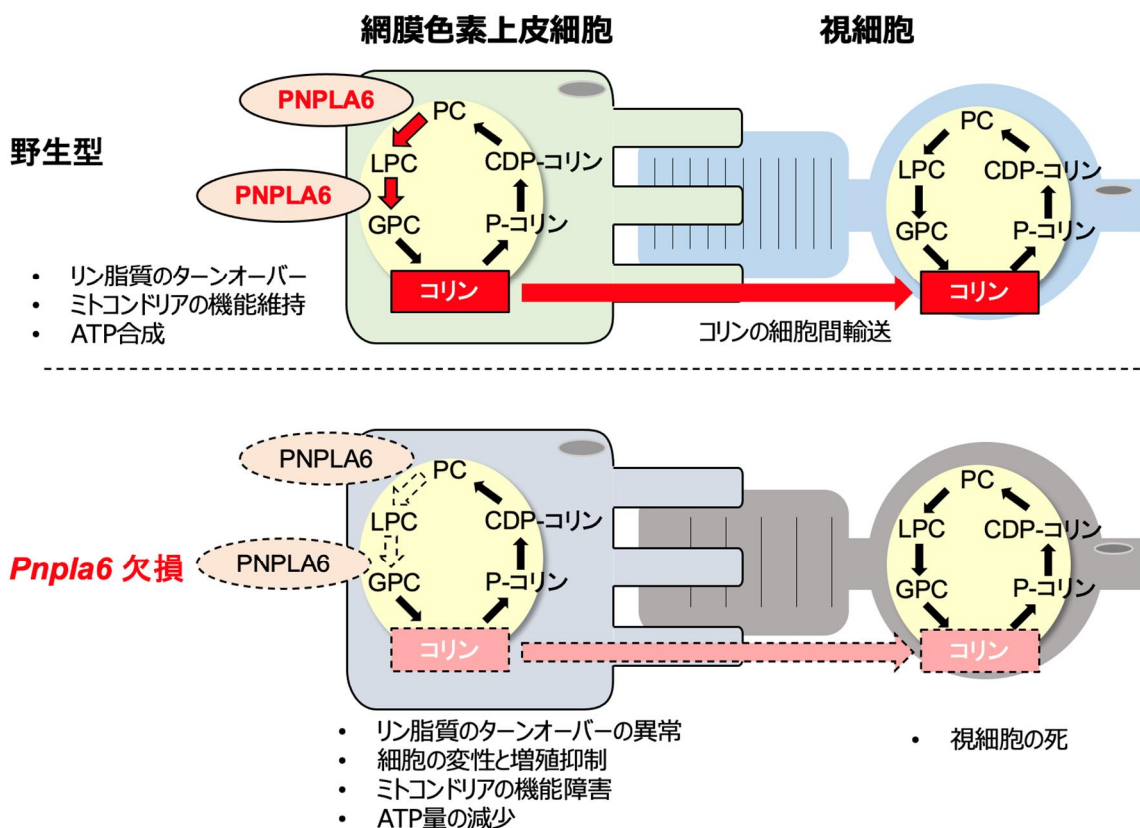 網膜色素上皮細胞
視細胞
野生型
PNPLA6
PNPLA6
PC
LPC
CDP-コリン
GPC
P-コリン
コリン
PC
LPC
CDP-コリン
GPC
P-コリン
コリン
コリンの細胞間輸送
• リン脂質のターンオーバー
• ミトコンドリアの機能維持
• ATP合成
Pnpla6 欠損
PNPLA6
PNPLA6
PC
LPC
CDP-コリン
GPC
P-コリン
コリン
PC
LPC
CDP-コリン
GPC
P-コリン
コリン
• リン脂質のターンオーバーの異常
• 細胞の変性と増殖抑制
• ミトコンドリアの機能障害
• ATP量の減少
• 視細胞の死